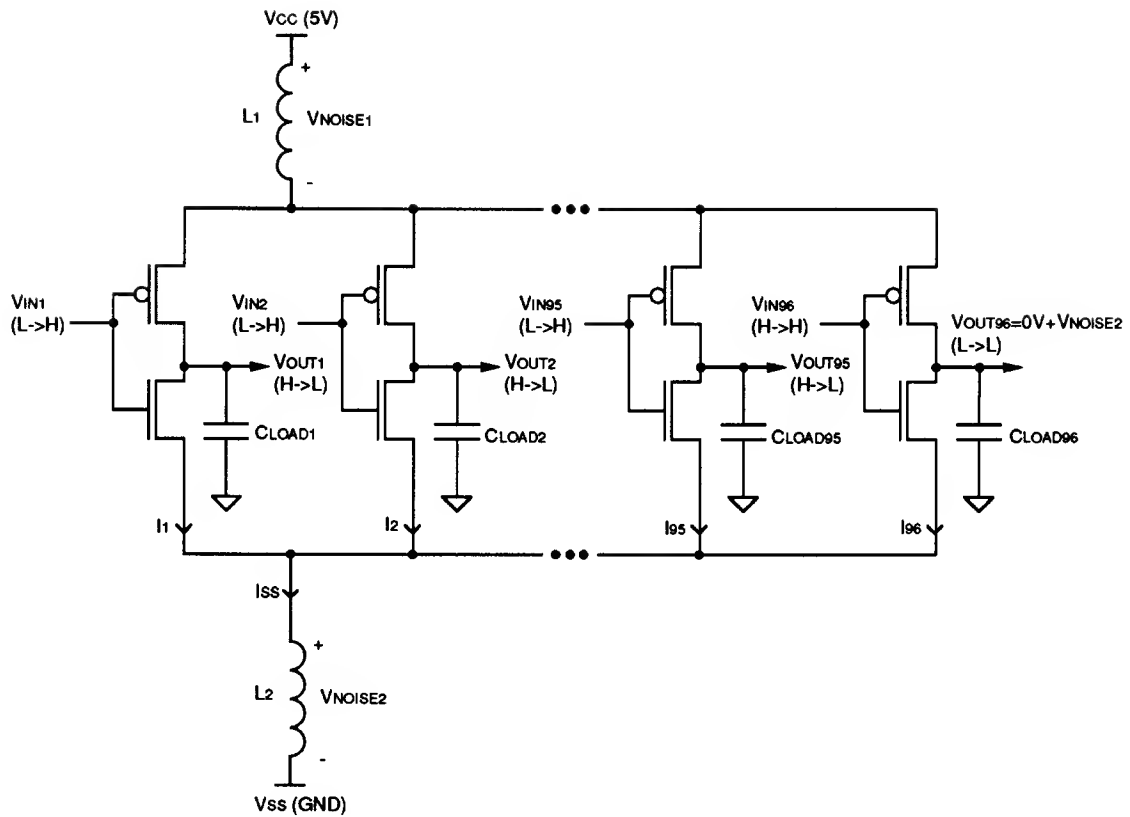 VCC (5V)
+
L1
VNOISE1
-
VIN1
(L->H)
VIN2
(L->H)
VIN95
(L->H)
VIN96
(H->H)
VOUT96=0V+VNOISE2
(L->L)
VOUT1
(H->L)
VOUT2
(H->L)
VOUT95
(H->L)
CLOAD1
CLOAD2
CLOAD95
CLOAD96
I1
I2
I95
I96
ISS
+
L2
VNOISE2
-
VSS (GND)